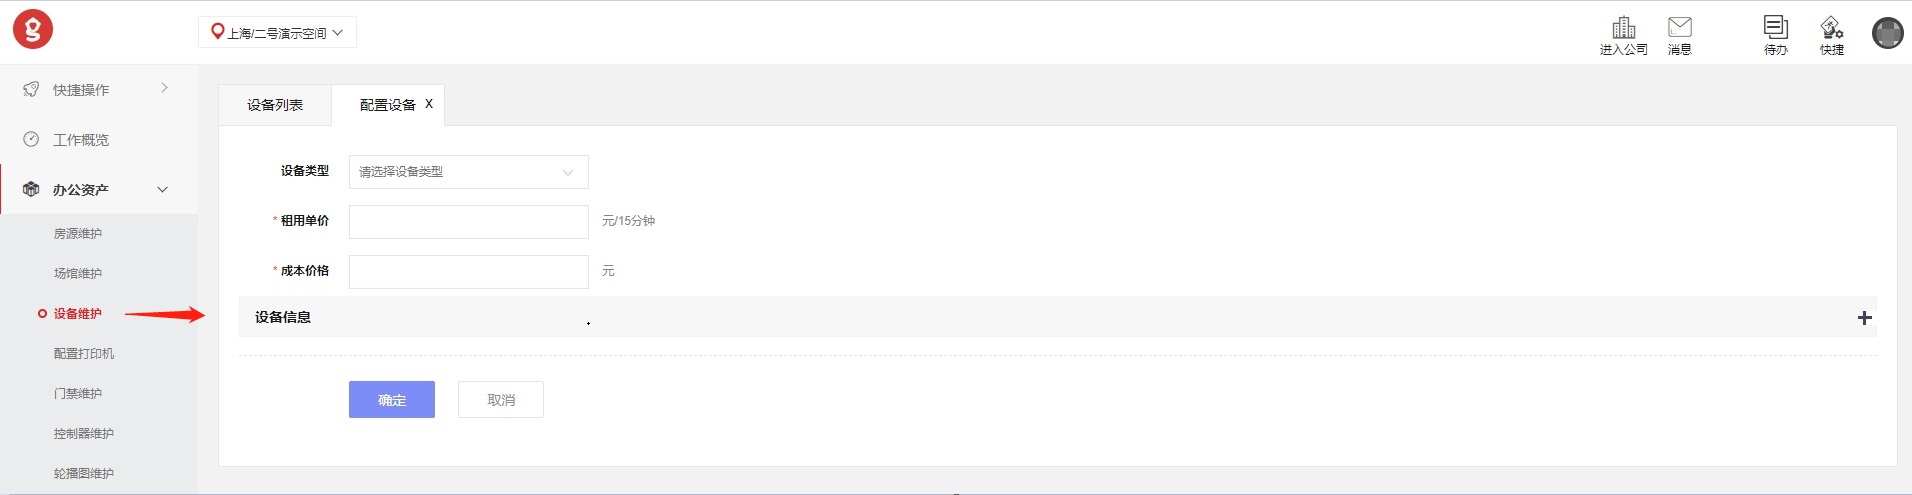 上海/二号演示空间
进入公司
消息
待办
快捷
快捷操作
工作概览
办公资产
房源维护
场馆维护
设备维护
配置打印机
门禁维护
控制器维护
轮播图维护
设备列表
配置设备 X
设备类型 请选择设备类型
* 租用单价 元/15分钟
* 成本价格 元
设备信息
确定
取消